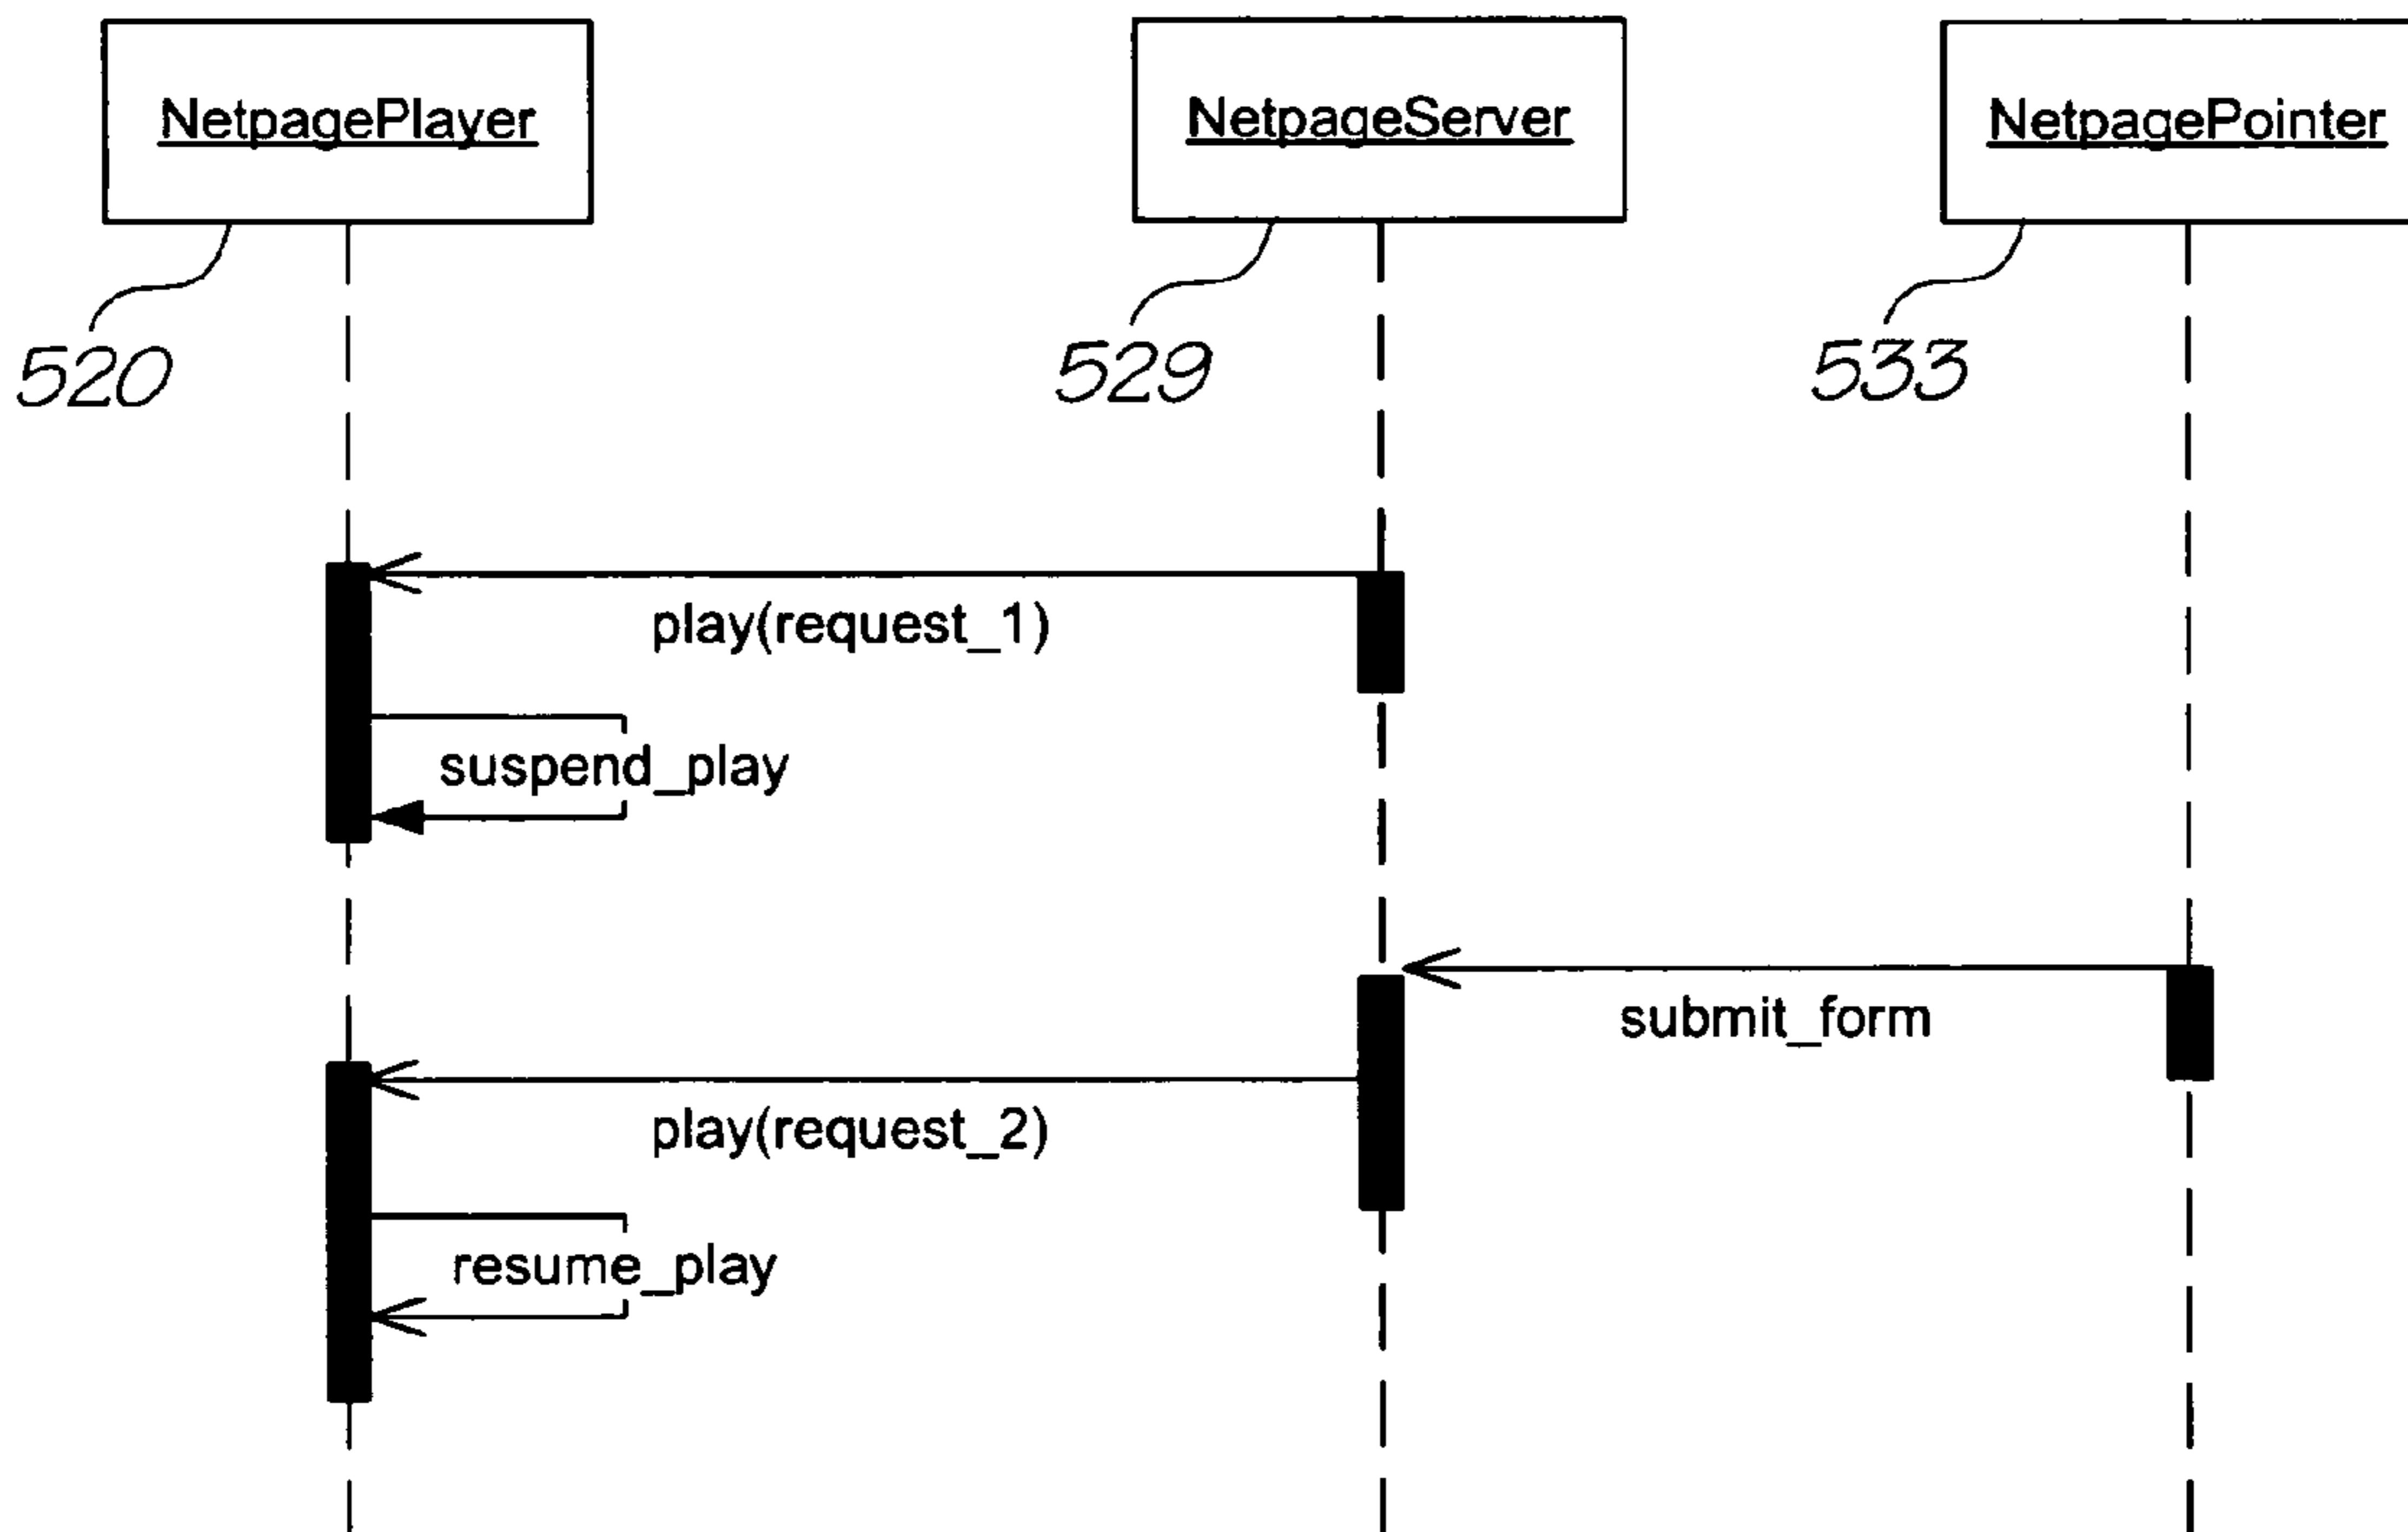 NetpagePlayer
NetpageServer
NetpagePointer
520
529
533
play(request_1)
suspend_play
submit_form
play(request_2)
resume_play